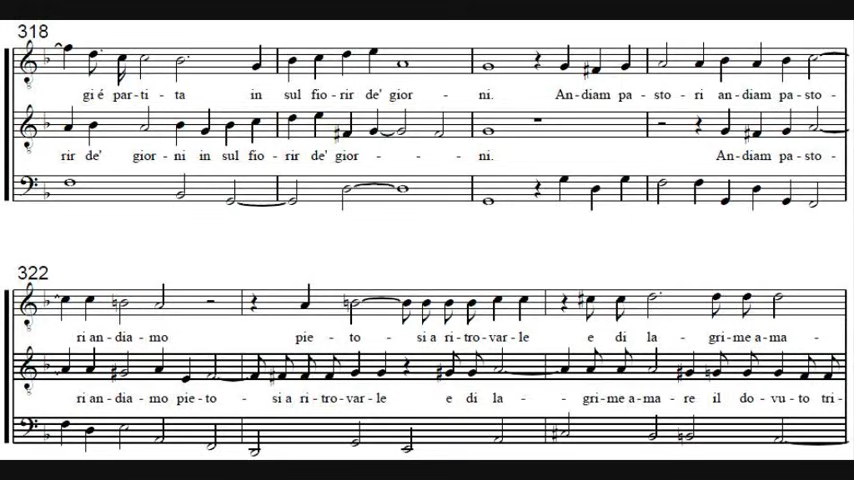 318
gi é par - ti - ta in sul fio - rir de' gior - ni. An - diam pa - sto - ri an - diam pa - sto -
rir de' gior - ni in sul fio - rir de' gior - - - ni. An - diam pa - sto -
322
ri an - dia - mo pie - to - si a ri - tro - var - le e di la - gri - me a - ma -
ri an - dia - mo pie - to - si a ri - tro - var - le e di la - gri - me a - ma - re il do - vu - to tri -